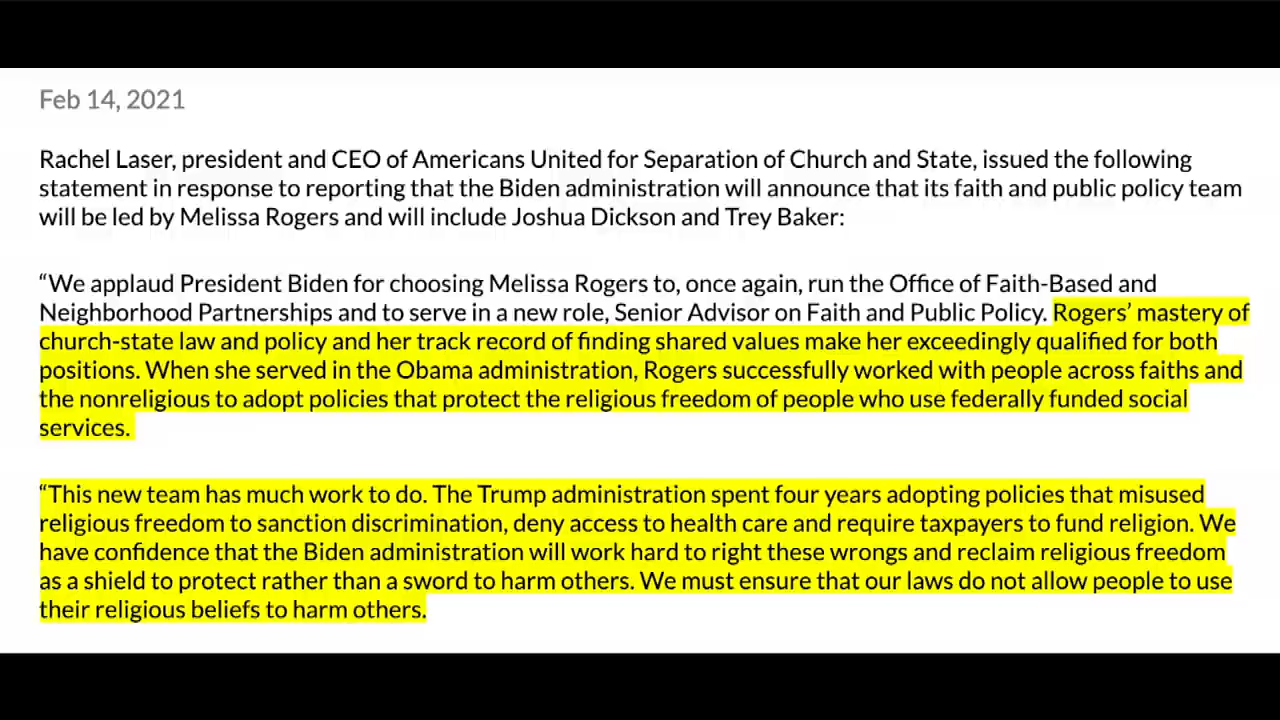 Feb 14, 2021
Rachel Laser, president and CEO of Americans United for Separation of Church and State, issued the following
statement in response to reporting that the Biden administration will announce that its faith and public policy team
will be led by Melissa Rogers and will include Joshua Dickson and Trey Baker:
“We applaud President Biden for choosing Melissa Rogers to, once again, run the Office of Faith-Based and
Neighborhood Partnerships and to serve in a new role, Senior Advisor on Faith and Public Policy. Rogers’ mastery of
church-state law and policy and her track record of finding shared values make her exceedingly qualified for both
positions. When she served in the Obama administration, Rogers successfully worked with people across faiths and
the nonreligious to adopt policies that protect the religious freedom of people who use federally funded social
services.
“This new team has much work to do. The Trump administration spent four years adopting policies that misused
religious freedom to sanction discrimination, deny access to health care and require taxpayers to fund religion. We
have confidence that the Biden administration will work hard to right these wrongs and reclaim religious freedom
as a shield to protect rather than a sword to harm others. We must ensure that our laws do not allow people to use
their religious beliefs to harm others.